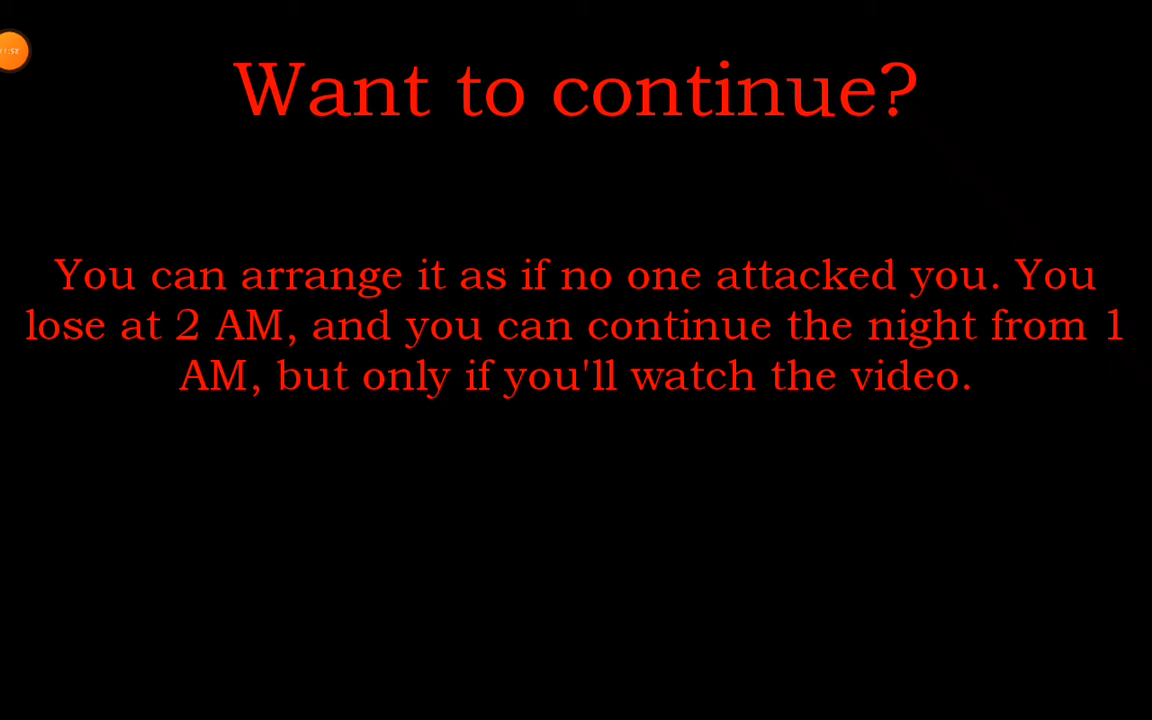 Want to continue?
You can arrange it as if no one attacked you. You
lose at 2 AM, and you can continue the night from 1
AM, but only if you'll watch the video.